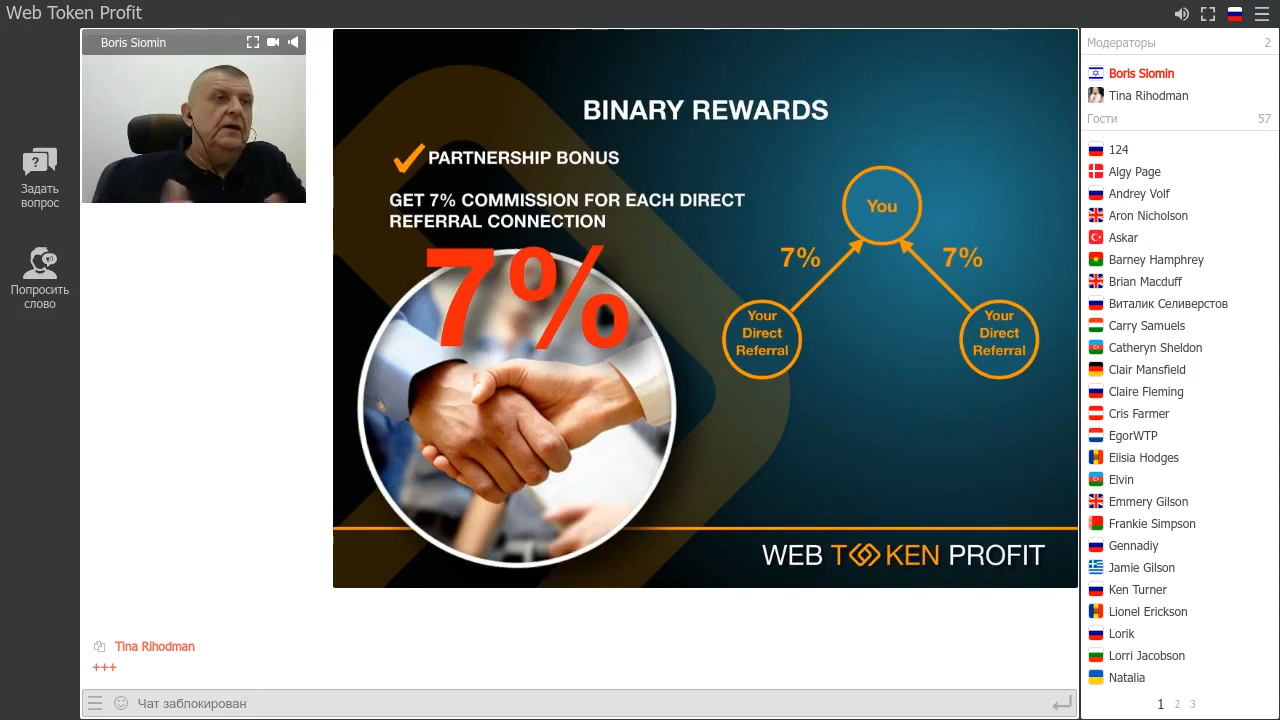 Web Token Profit
Boris Siomin
Задать
вопрос
Попросить
слово
BINARY REWARDS
PARTNERSHIP BONUS
GET 7% COMMISSION FOR EACH DIRECT
REFERRAL CONNECTION
7%
You
7%
7%
Your
Direct
Referral
Your
Direct
Referral
WEB TOKEN PROFIT
Tina Rihodman
+++
Чат заблокирован
Модераторы 2
Boris Siomin
Tina Rihodman
Гости 57
124
Algy Page
Andrey Volf
Aron Nicholson
Askar
Barney Hamphrey
Brian Macduff
Виталик Селиверстов
Carry Samuels
Catheryn Sheldon
Clair Mansfield
Claire Fleming
Cris Farmer
EgorWTP
Elisia Hodges
Elvin
Emmery Gilson
Frankie Simpson
Gennadiy
Jamie Gilson
Ken Turner
Lionel Erickson
Lorik
Lorri Jacobson
Natalia
1 2 3